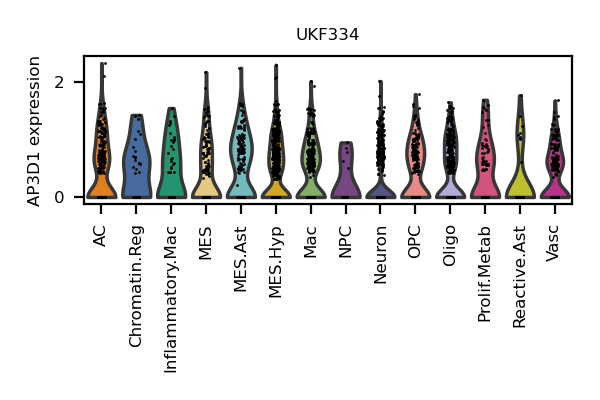 UKF334
AP3D1 expression
2
0
AC
Chromatin.Reg
Inflammatory.Mac
MES
MES.Ast
MES.Hyp
Mac
NPC
Neuron
OPC
Oligo
Prolif.Metab
Reactive.Ast
Vasc